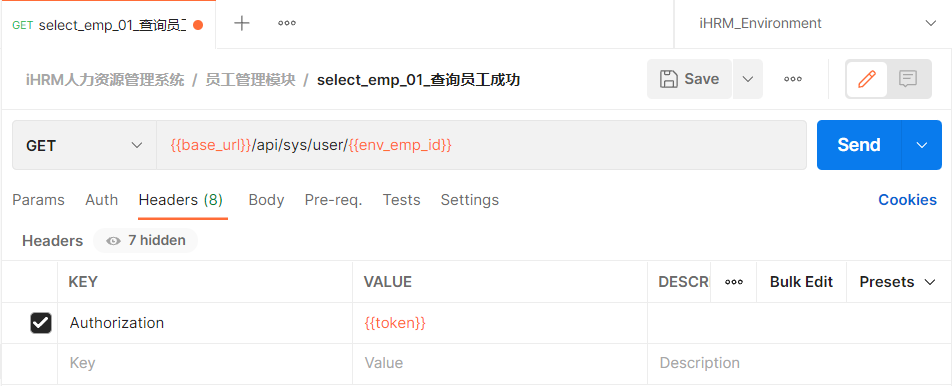 GET select_emp_01_查询员工 iHRM_Environment
iHRM人力资源管理系统 / 员工管理模块 / select_emp_01_查询员工成功 Save
GET {{base_url}}/api/sys/user/{{env_emp_id}} Send
Params Auth Headers (8) Body Pre-req. Tests Settings Cookies
Headers 7 hidden
KEY VALUE DESCRI Bulk Edit Presets
Authorization {{token}}
Key Value Description